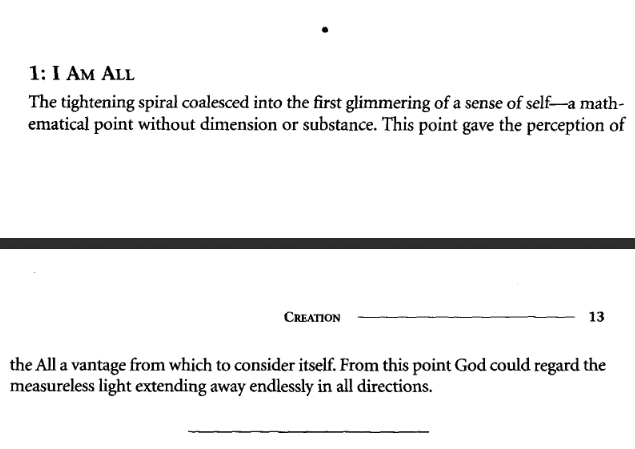 1: I AM ALL
The tightening spiral coalesced into the first glimmering of a sense of self—a math-
ematical point without dimension or substance. This point gave the perception of
CREATION 13
the All a vantage from which to consider itself. From this point God could regard the
measureless light extending away endlessly in all directions.